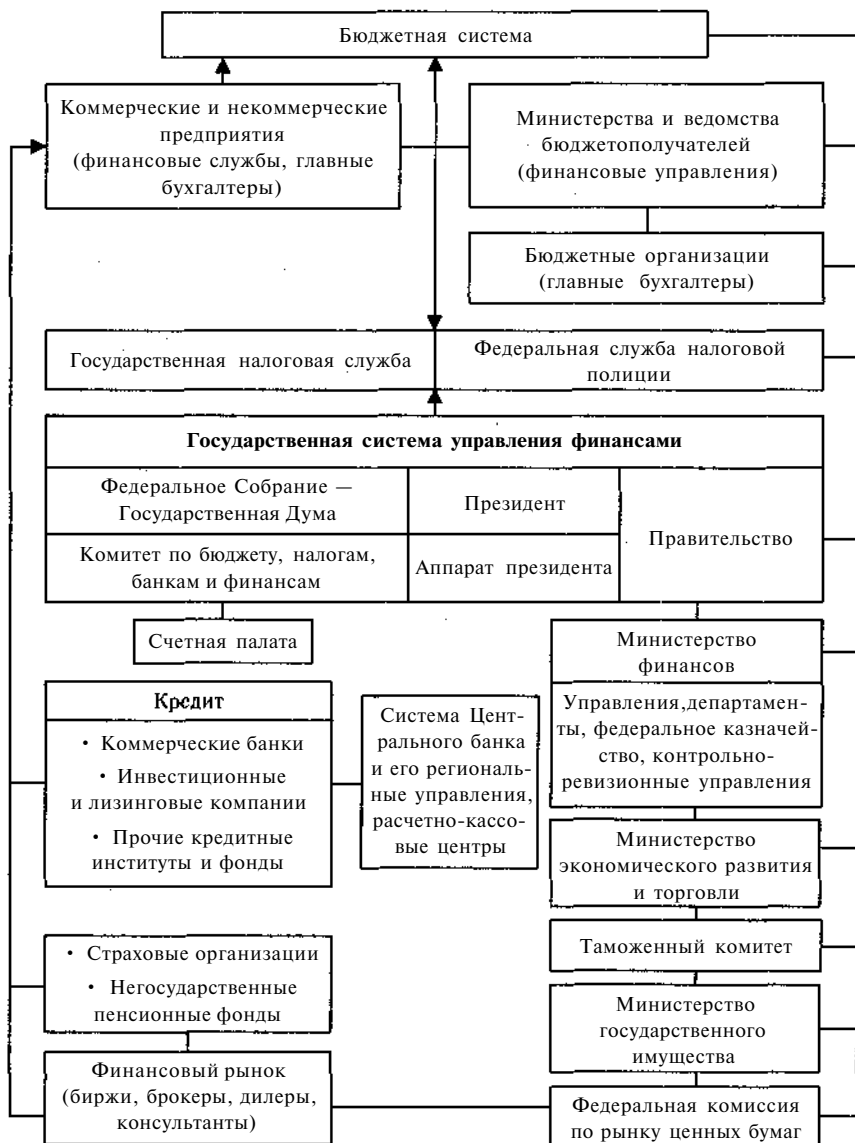 Бюджетная система
Коммерческие и некоммерческие
предприятия
(финансовые службы, главные
бухгалтеры)
Министерства и ведомства
бюджетополучателей
(финансовые управления)
Бюджетные организации
(главные бухгалтеры)
Государственная налоговая служба
Федеральная служба налоговой
полиции
Государственная система управления финансами
Федеральное Собрание —
Государственная Дума
Президент
Правительство
Комитет по бюджету, налогам,
банкам и финансам
Аппарат президента
Счетная палата
Министерство
финансов
Управления,департамен-
ты, федеральное казначей-
ство, контрольно-
ревизионные управления
Кредит
• Коммерческие банки
• Инвестиционные
и лизинговые компании
• Прочие кредитные
институты и фонды
Система Цент-
рального банка
и его региональ-
ные управления,
расчетно-кассо-
вые центры
Министерство
экономического развития
и торговли
Таможенный комитет
• Страховые организации
• Негосударственные
пенсионные фонды
Министерство
государственного
имущества
Финансовый рынок
(биржи, брокеры, дилеры,
консультанты)
Федеральная комиссия
по рынку ценных бумаг